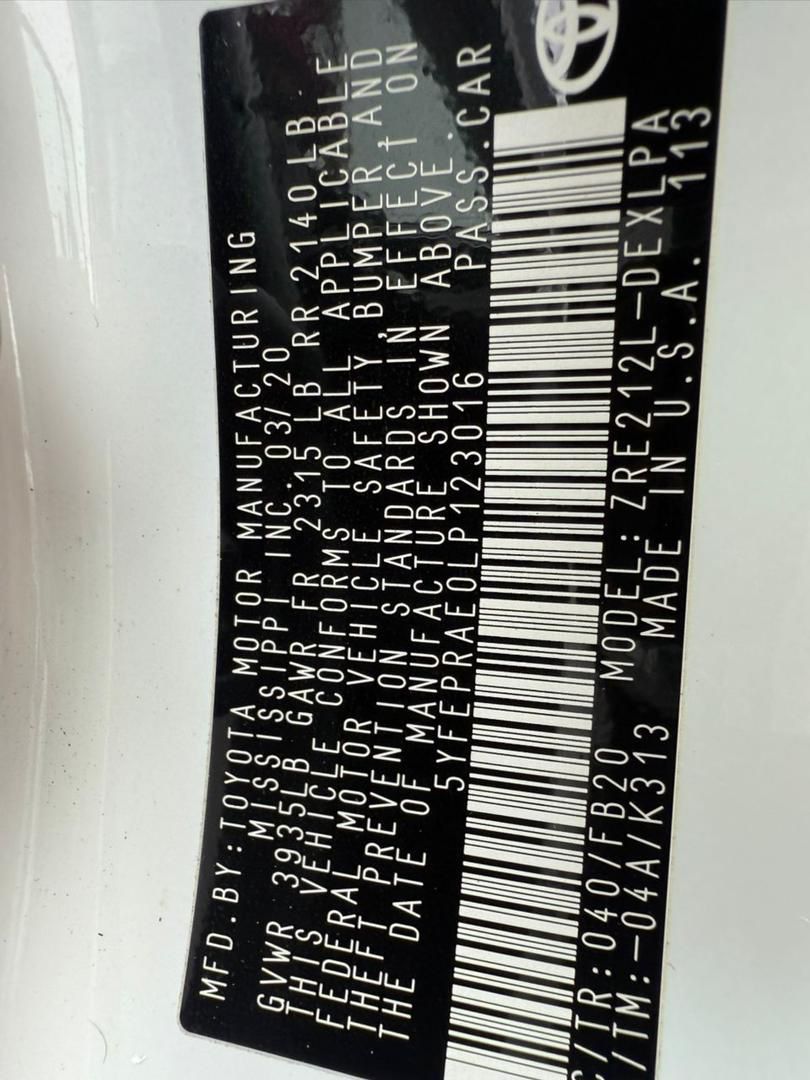 MFD.BY:TOYOTA MOTOR MANUFACTURING
MISSISSIPPI INC. 03/20
GVWR 3935LB GAWR FR 2315 LB RR 2140LB
THIS VEHICLE CONFORMS TO ALL APPLICABLE
FEDERAL MOTOR VEHICLE SAFETY,BUMPER,AND
THEFT PREVENTION STANDARDS IN EFFECT ON
THE DATE OF MANUFACTURE SHOWN ABOVE.
5YFEPRAE0LP123016 PASS.CAR
C/TR:040/FB20 MODEL: ZRE212L-DEXLPA
/TM:-04A/K313 MADE IN U.S.A. 113